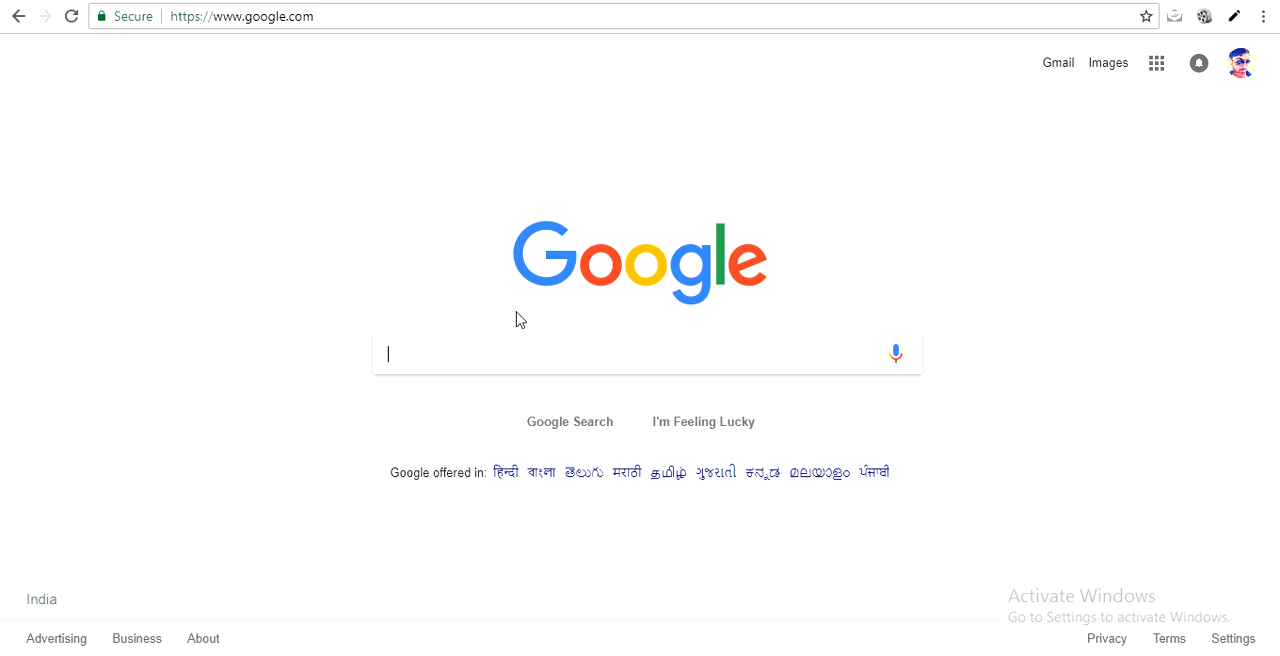 Secure https://www.google.com
Gmail Images
Google
Google Search I'm Feeling Lucky
Google offered in: हिन्दी বাংলা తెలుగు मराठी தமிழ் ગુજરાતી ಕನ್ನಡ മലയാളം ਪੰਜਾਬੀ
India
Activate Windows
Go to Settings to activate Windows.
Advertising Business About Privacy Terms Settings